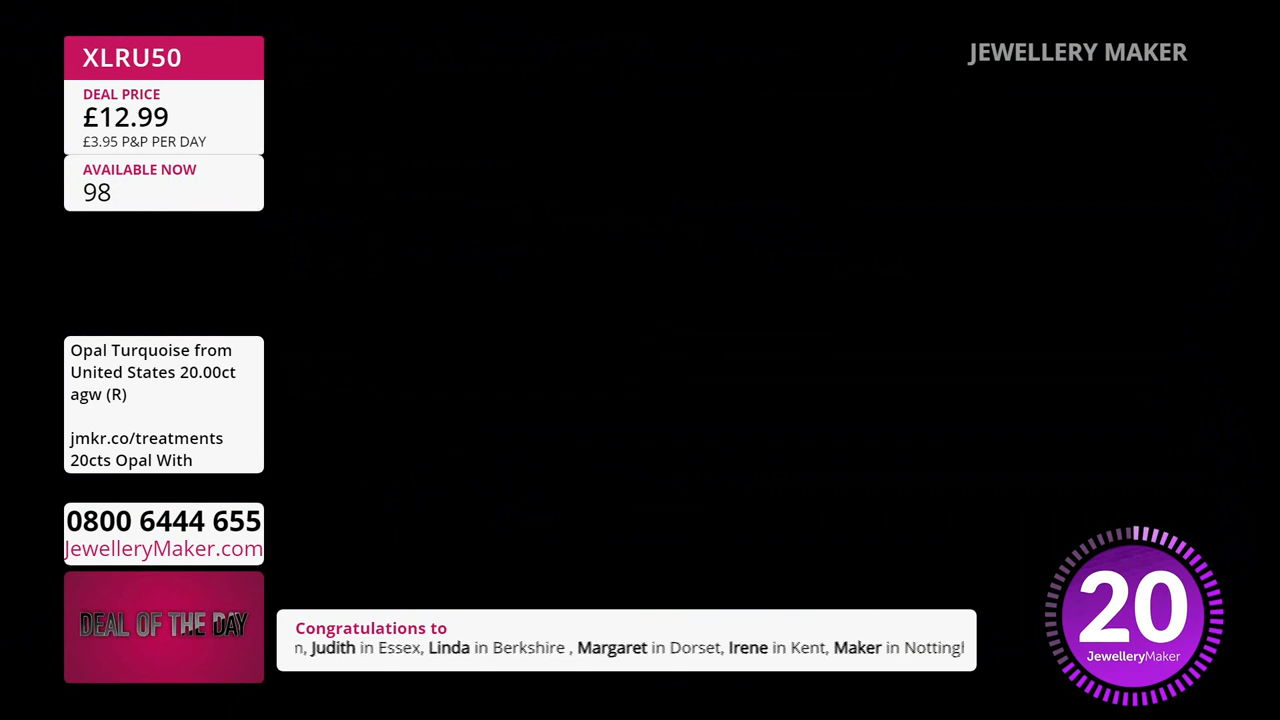 XLRU50
JEWELLERY MAKER
DEAL PRICE
£12.99
£3.95 P&P PER DAY
AVAILABLE NOW
98
Opal Turquoise from
United States 20.00ct
agw (R)
jmkr.co/treatments
20cts Opal With
0800 6444 655
JewelleryMaker.com
DEAL OF THE DAY
Congratulations to
n, Judith in Essex, Linda in Berkshire , Margaret in Dorset, Irene in Kent, Maker in Nottingl
20
JewelleryMaker